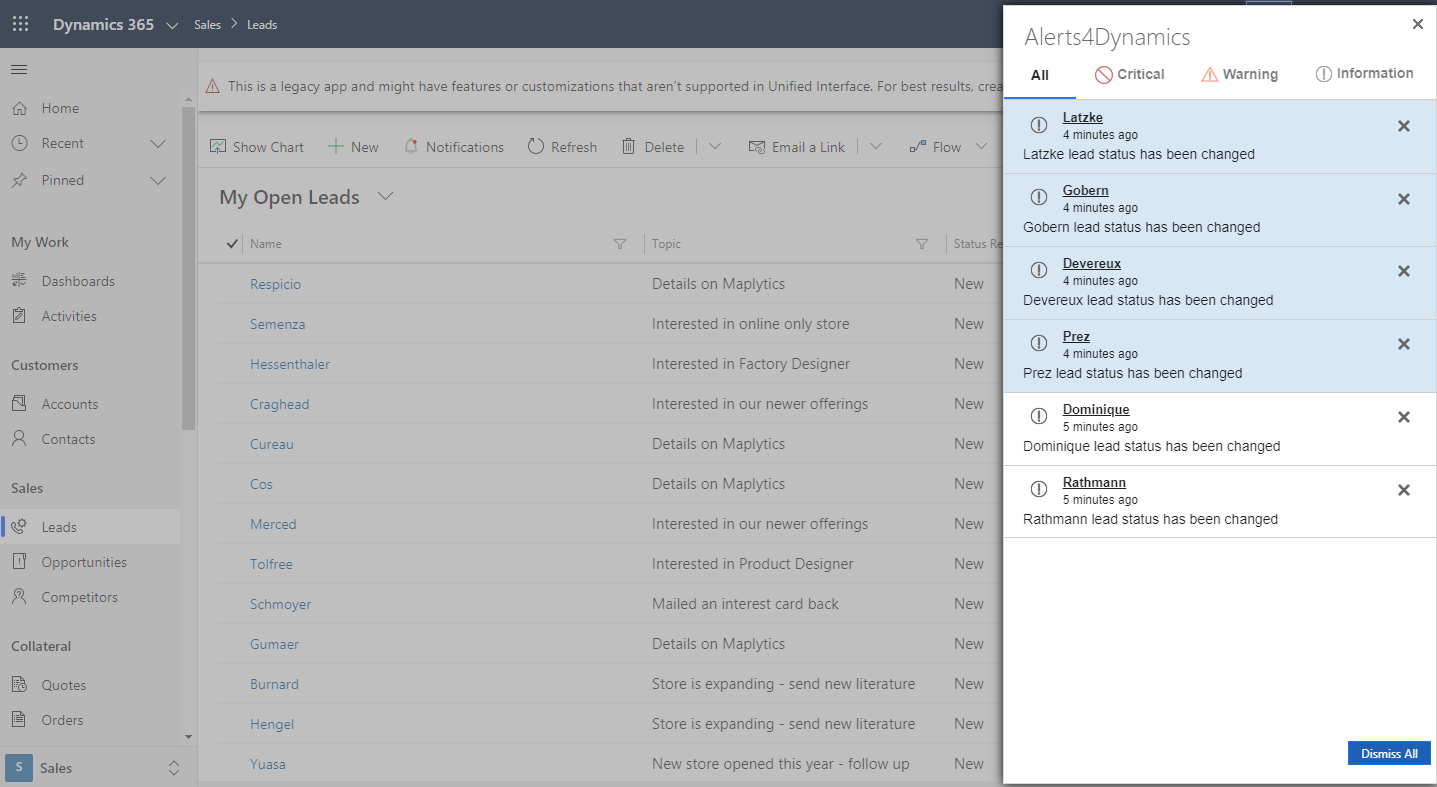 Dynamics 365 Sales > Leads
This is a legacy app and might have features or customizations that aren't supported in Unified Interface. For best results, crea
Home
Recent
Pinned
My Work
Dashboards
Activities
Customers
Accounts
Contacts
Sales
Leads
Opportunities
Competitors
Collateral
Quotes
Orders
S Sales
Show Chart New Notifications Refresh Delete Email a Link Flow
My Open Leads
Name Topic Status Re
Respicio Details on Maplytics New
Semenza Interested in online only store New
Hessenthaler Interested in Factory Designer New
Craghead Interested in our newer offerings New
Cureau Details on Maplytics New
Cos Details on Maplytics New
Merced Interested in our newer offerings New
Tolfree Interested in Product Designer New
Schmoyer Mailed an interest card back New
Gumaer Details on Maplytics New
Burnard Store is expanding - send new literature New
Hengel Store is expanding - send new literature New
Yuasa New store opened this year - follow up New
Alerts4Dynamics
All Critical Warning Information
Latzke
4 minutes ago
Latzke lead status has been changed
Gobern
4 minutes ago
Gobern lead status has been changed
Devereux
4 minutes ago
Devereux lead status has been changed
Prez
4 minutes ago
Prez lead status has been changed
Dominique
5 minutes ago
Dominique lead status has been changed
Rathmann
5 minutes ago
Rathmann lead status has been changed
Dismiss All